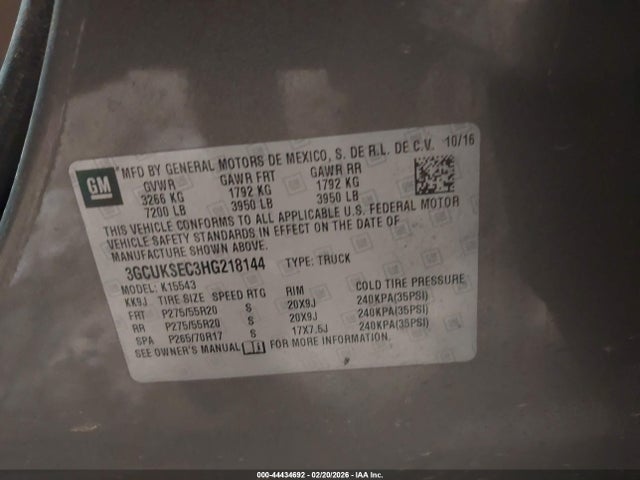 GM
MFD BY GENERAL MOTORS DE MEXICO, S. DE R.L. DE C.V. 10/16
GVWR GAWR FRT GAWR RR
3266 KG 1792 KG 1792 KG
7200 LB 3950 LB 3950 LB
THIS VEHICLE CONFORMS TO ALL APPLICABLE U.S. FEDERAL MOTOR
VEHICLE SAFETY STANDARDS IN EFFECT ON THE DATE OF
MANUFACTURE SHOWN ABOVE.
3GCUKSEC3HG218144 TYPE: TRUCK
MODEL: K15543
KK9J TIRE SIZE SPEED RTG RIM COLD TIRE PRESSURE
FRT P275/55R20 S 20X9J 240KPA(35PSI)
RR P275/55R20 S 20X9J 240KPA(35PSI)
SPA P265/70R17 S 17X7.5J 240KPA(35PSI)
SEE OWNER'S MANUAL FOR MORE INFORMATION.
000-44434692 - 02/20/2026 - IAA Inc.